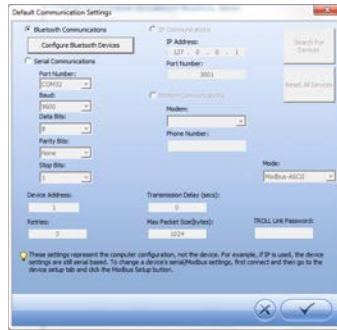 Default Communication Settings
Bluetooth Communications
Configure Bluetooth Devices
Serial Communications
Port Number:
COM32
Baud:
9600
Data Bits:
8
Parity Bits:
None
Stop Bits:
1
IP Communications
IP Address:
127 . 0 . 0 . 1
Port Number:
3001
Modem Communications
Modem:
Phone Number:
Search For
Devices
Reset All Devices
Mode:
Modbus-ASCII
Device Address:
1
Transmission Delay (secs):
0
Retries:
3
Max Packet Size(bytes):
1024
TROLL Link Password:
These settings represent the computer configuration, not the device. For example, if IP is used, the device
settings are still serial based. To change a device's serial/Modbus settings, first connect and then go to the
device setup tab and click the Modbus Setup button.